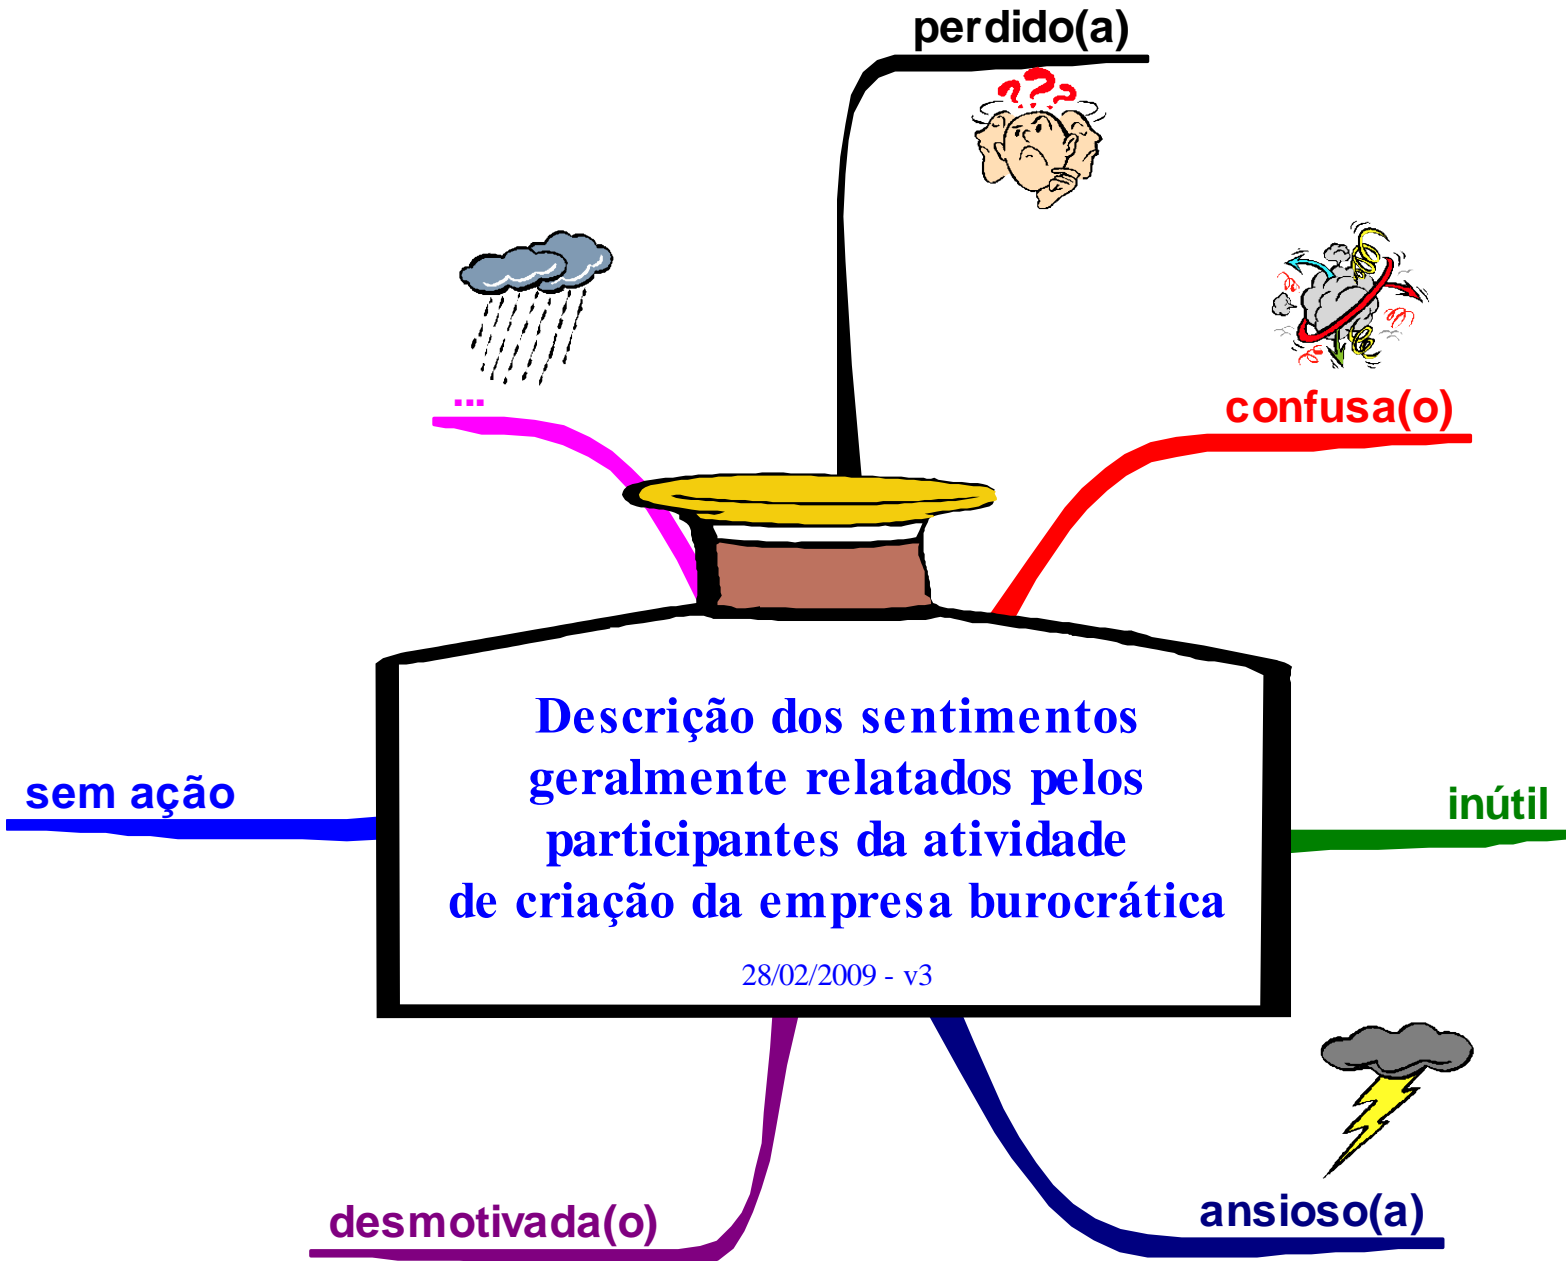 perdido(a)
confusa(o)
...
Descrição dos sentimentos
geralmente relatados pelos
participantes da atividade
de criação da empresa burocrática
28/02/2009 - v3
sem ação
inútil
desmotivada(o)
ansioso(a)